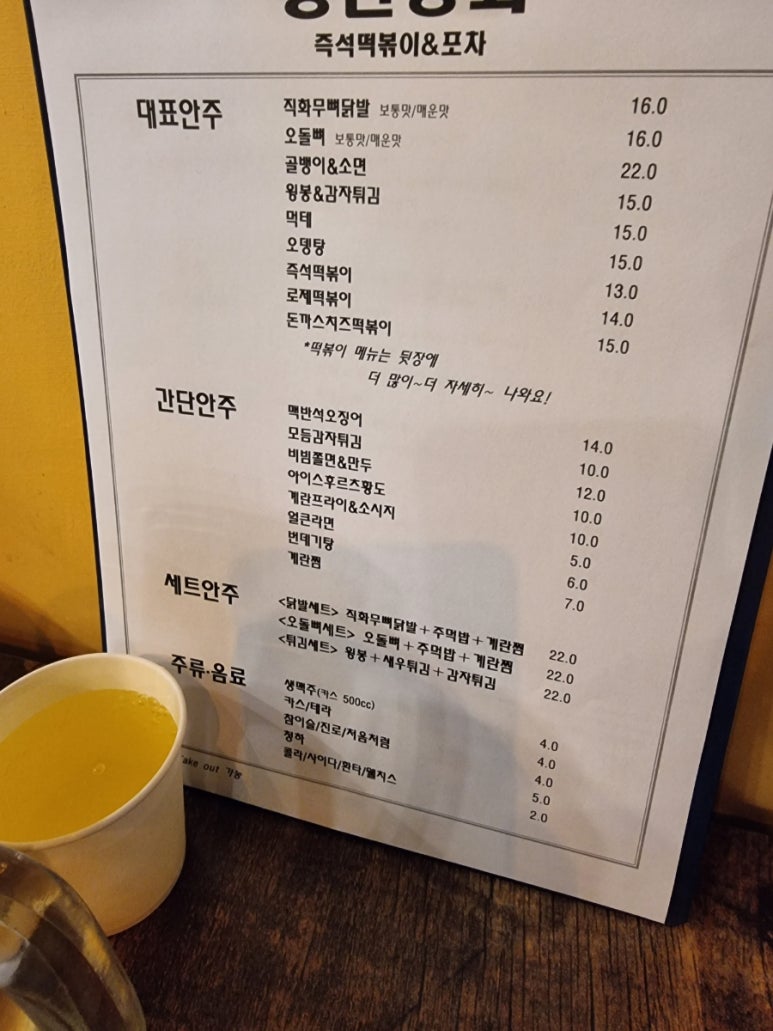 즉석떡볶이&포차
대표안주
직화무뼈닭발 보통맛/매운맛 16.0
오돌뼈 보통맛/매운맛 16.0
골뱅이&소면 22.0
윙봉&감자튀김 15.0
먹테 15.0
오뎅탕 15.0
즉석떡볶이 13.0
로제떡볶이 14.0
돈까스치즈떡볶이 15.0
*떡볶이 메뉴는 뒷장에
더 많이~더 자세히~ 나와요!
간단안주
맥반석오징어 14.0
모듬감자튀김 10.0
비빔쫄면&만두 12.0
아이스후르츠황도 10.0
계란프라이&소시지 10.0
얼큰라면 5.0
번데기탕 6.0
계란찜 7.0
세트안주
<닭발세트> 직화무뼈닭발+주먹밥+계란찜 22.0
<오돌뼈세트> 오돌뼈+주먹밥+계란찜 22.0
<튀김세트> 윙봉+새우튀김+감자튀김 22.0
주류·음료
생맥주(카스 500cc) 4.0
카스/테라 4.0
참이슬/진로/처음처럼 4.0
청하 5.0
콜라/사이다/환타/웰치스 2.0
ake out 가능